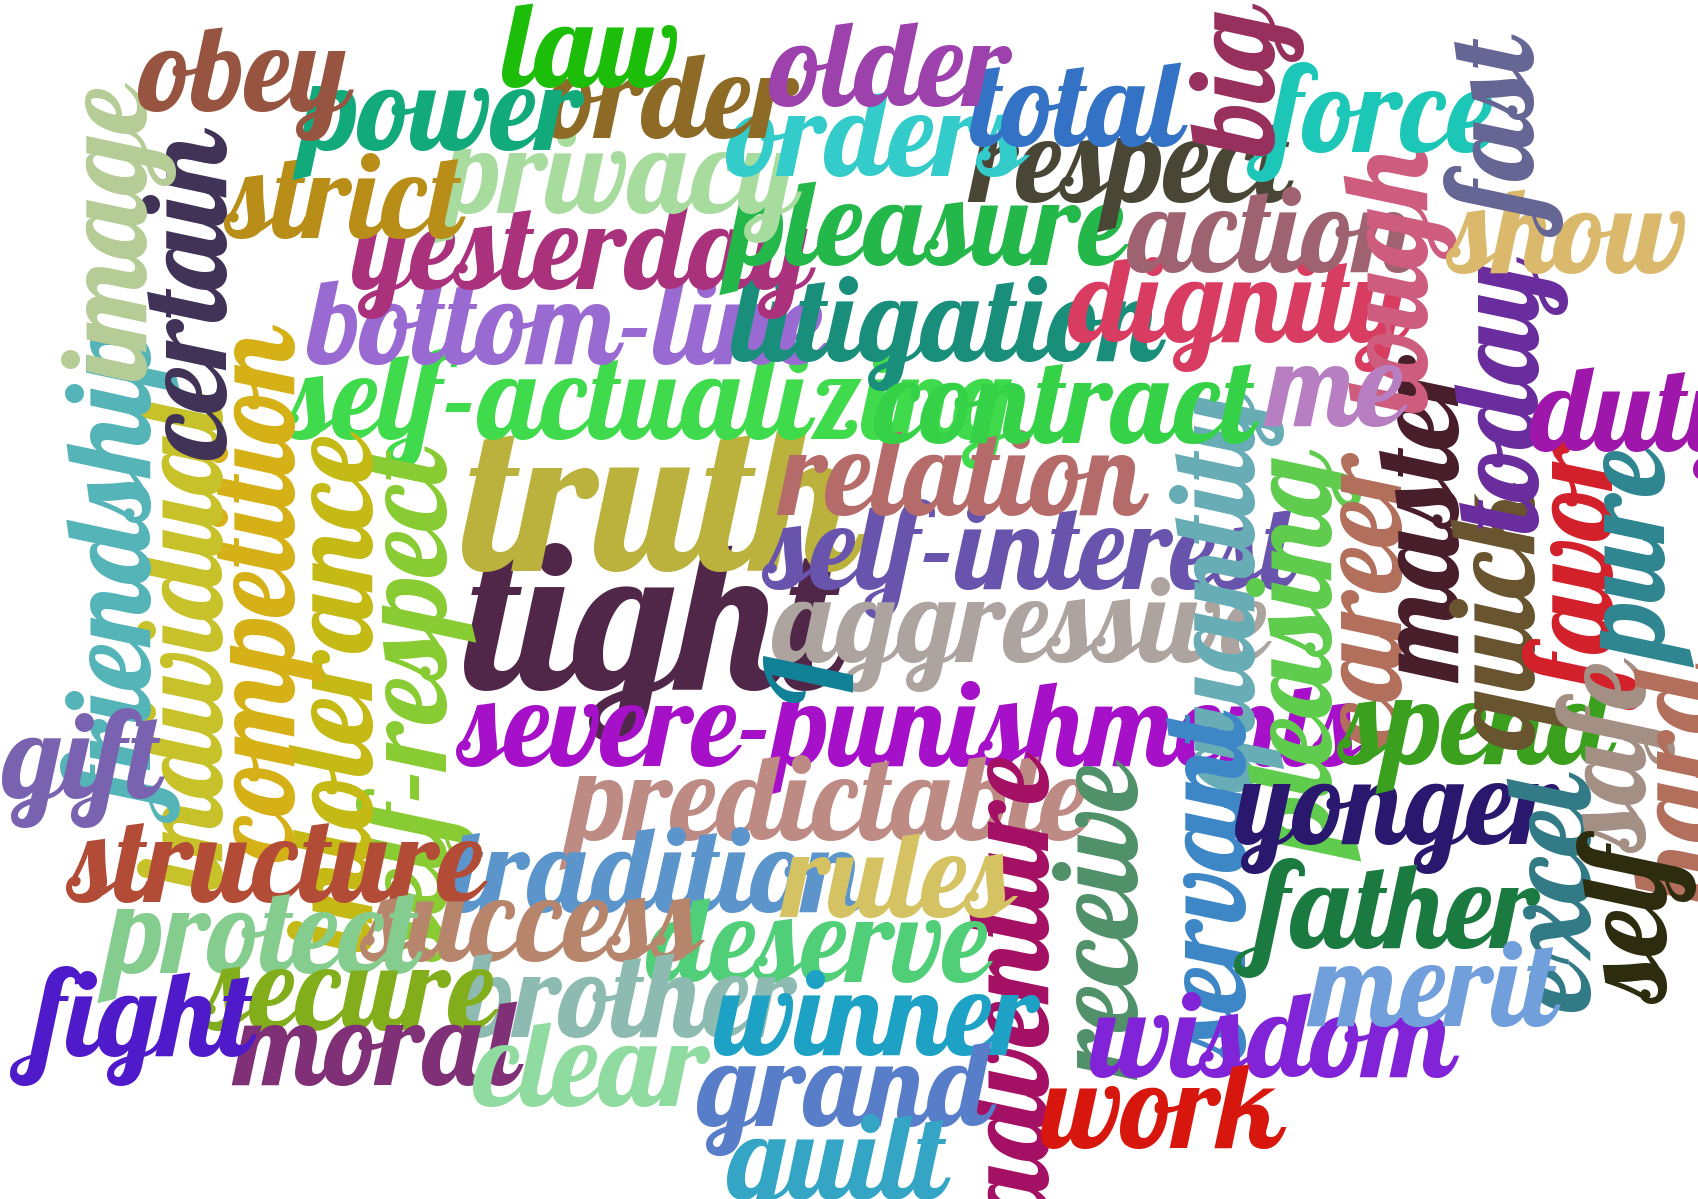 law
obey
older
big
fast
order
total
force
power
orders
image
certain
privacy
respect
strict
pleasure
rough
yesterday
action
show
bottom-line
litigation
dignity
today
friendship
self-actualizing
contract
me
master
individual
competition
tolerance
self-respect
truth
relation
quantity
pleasing
career
quick
favor
pure
self-interest
tight
aggressive
severe-punishments
spend
safe
hard
gift
predictable
adventure
receive
servant
yonger
excel
structure
tradition
rules
self
father
protect
success
deserve
fight
secure
brother
winner
merit
moral
clear
wisdom
grand
work
guilt